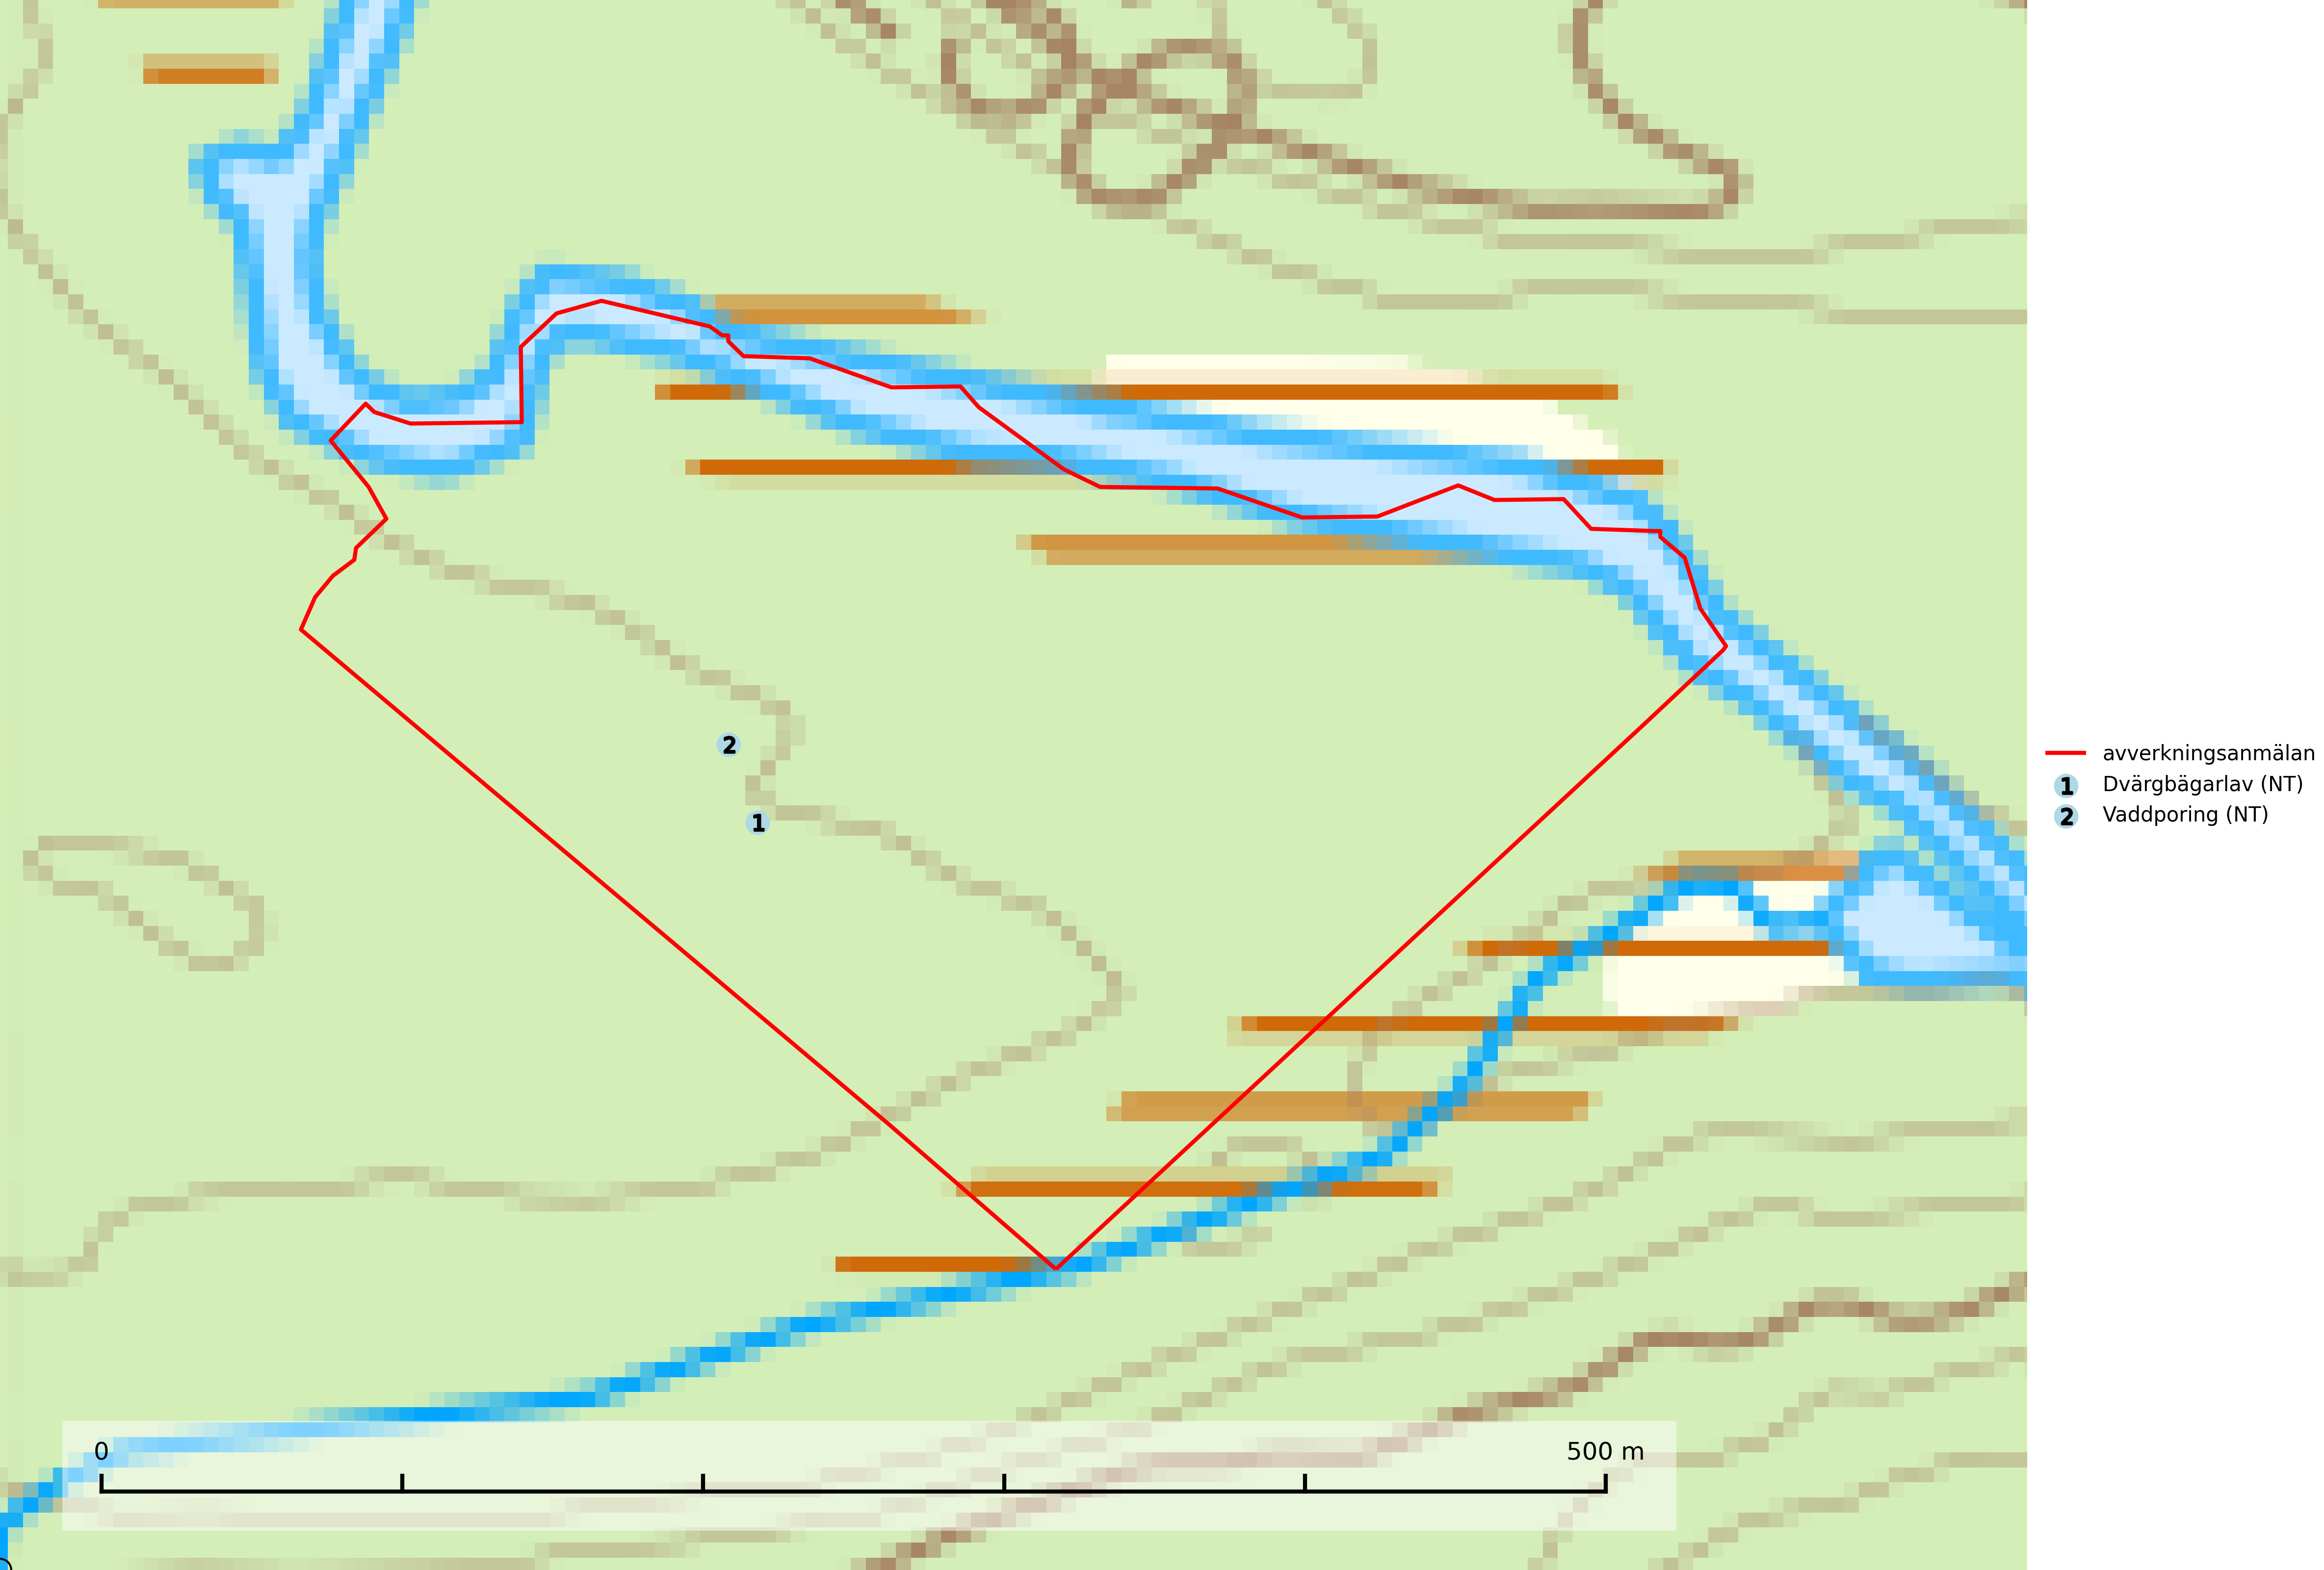 2
1
avverkningsanmälan
1 Dvärgbägarlav (NT)
2 Vaddporing (NT)
0 500 m